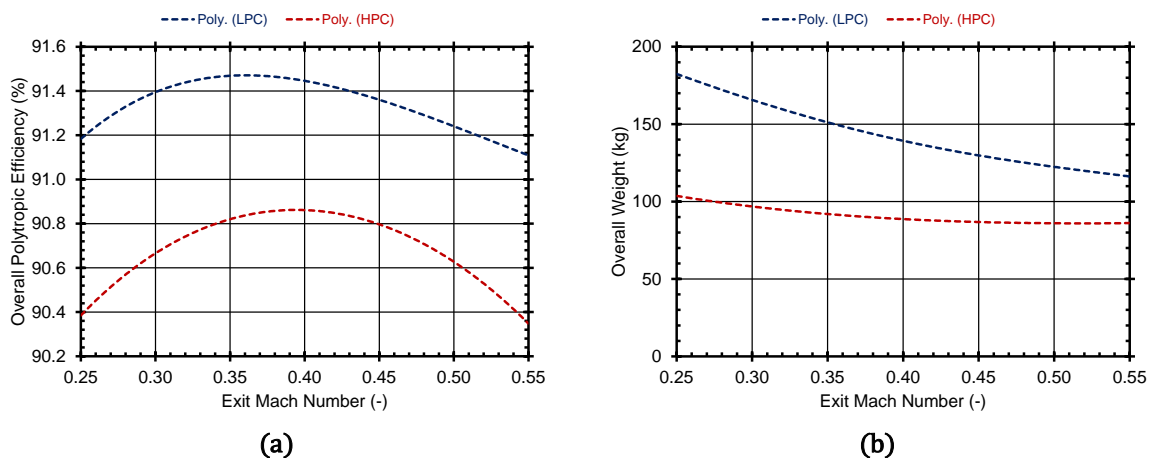 Poly. (LPC) Poly. (HPC)
91.6
91.4
91.2
91.0
90.8
90.6
90.4
90.2
Overall Polytropic Efficiency (%)
0.25 0.30 0.35 0.40 0.45 0.50 0.55
Exit Mach Number (-)
(a)
Poly. (LPC) Poly. (HPC)
200
150
100
50
0
Overall Weight (kg)
0.25 0.30 0.35 0.40 0.45 0.50 0.55
Exit Mach Number (-)
(b)